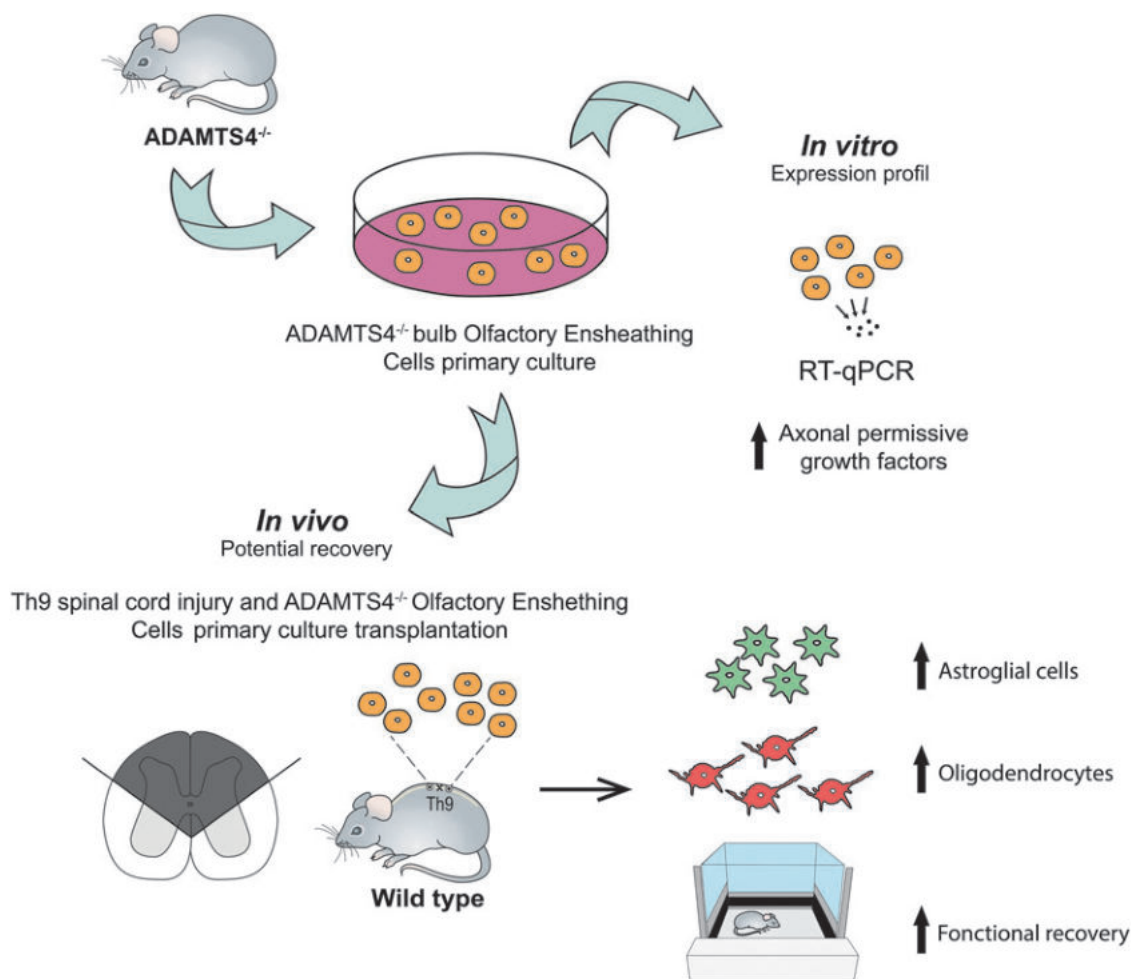 ADAMTS4-/-
In vitro
Expression profil
ADAMTS4-/- bulb Olfactory Ensheathing
Cells primary culture
RT-qPCR
Axonal permissive
growth factors
In vivo
Potential recovery
Th9 spinal cord injury and ADAMTS4-/- Olfactory Enshething
Cells primary culture transplantation
Th9
Wild type
Astroglial cells
Oligodendrocytes
Fonctional recovery